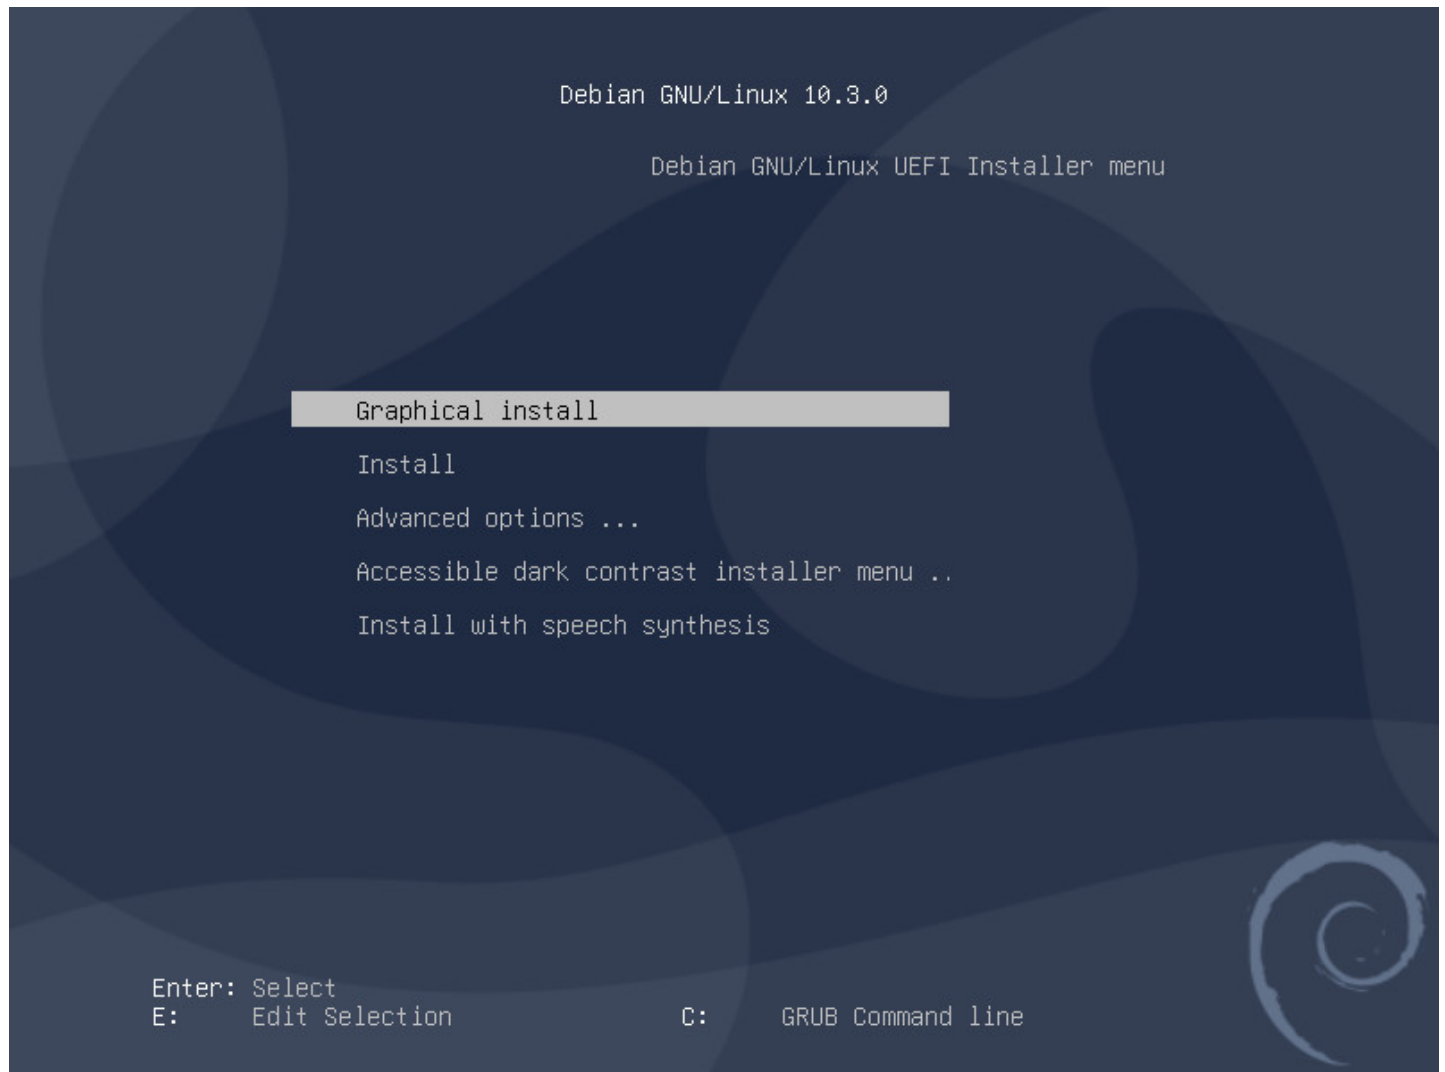 Debian GNU/Linux 10.3.0
Debian GNU/Linux UEFI Installer menu
Graphical install
Install
Advanced options ...
Accessible dark contrast installer menu ..
Install with speech synthesis
Enter: Select
E: Edit Selection C: GRUB Command line